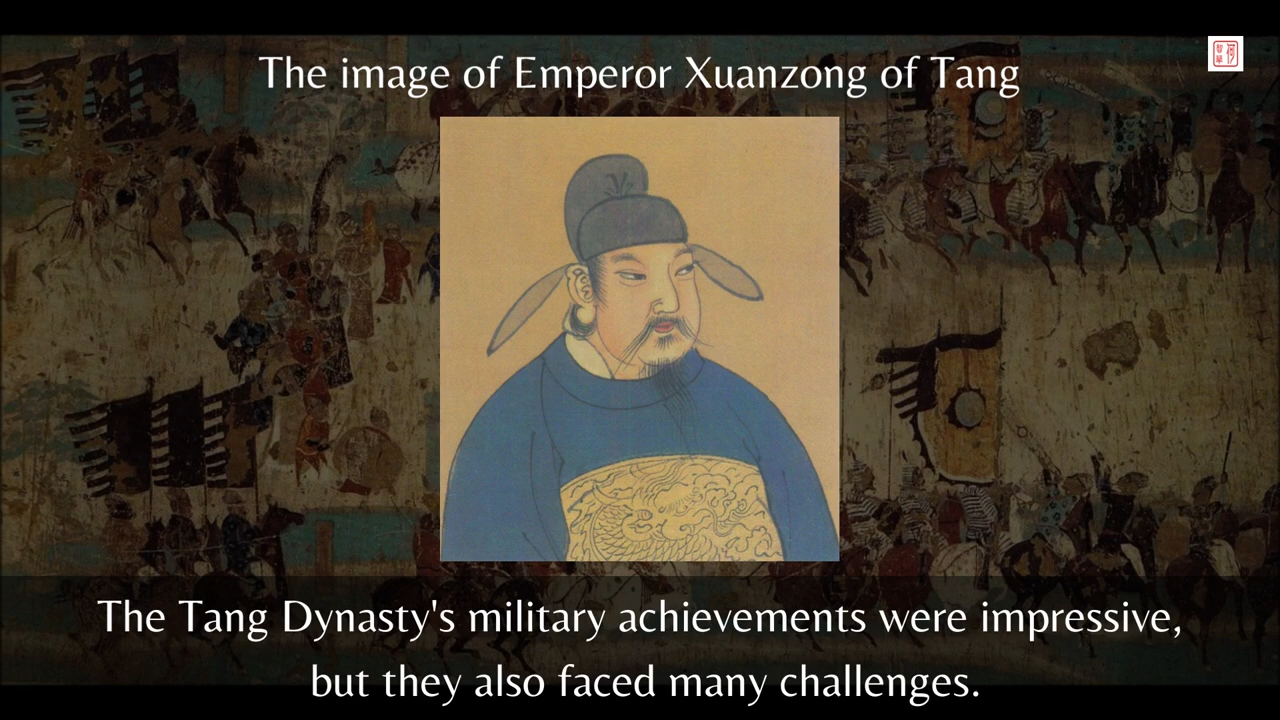 The image of Emperor Xuanzong of Tang
The Tang Dynasty's military achievements were impressive,
but they also faced many challenges.